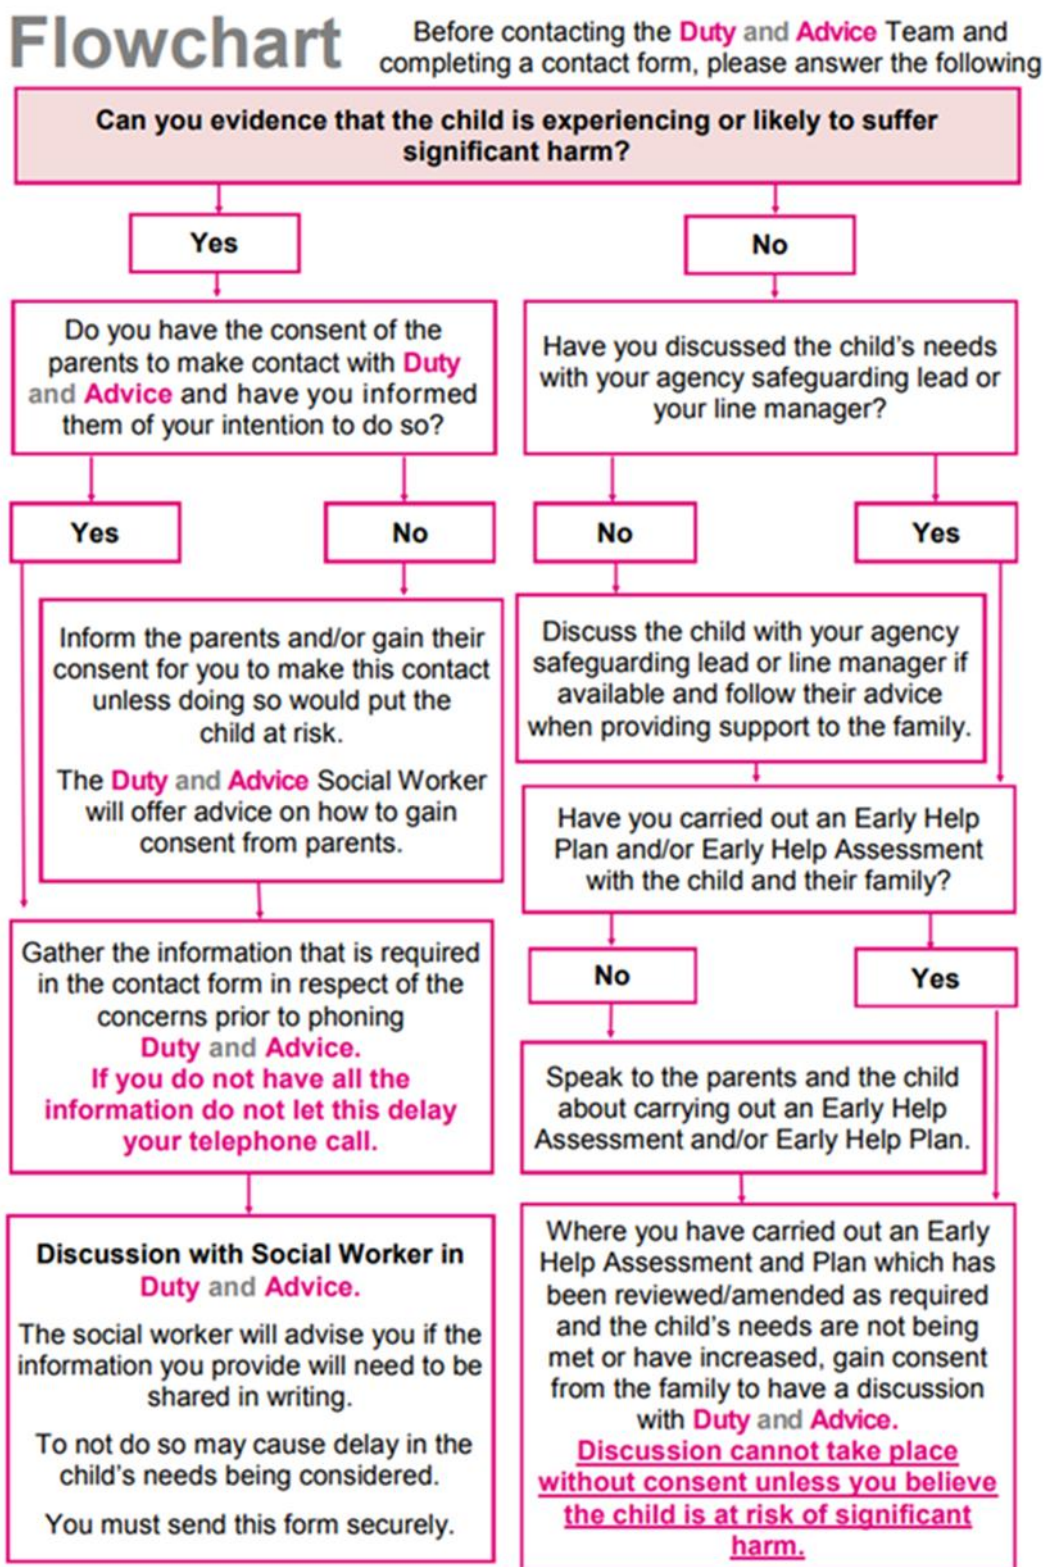 Flowchart
Before contacting the Duty and Advice Team and
completing a contact form, please answer the following
Can you evidence that the child is experiencing or likely to suffer
significant harm?
Yes
No
Do you have the consent of the
parents to make contact with Duty
and Advice and have you informed
them of your intention to do so?
Have you discussed the child's needs
with your agency safeguarding lead or
your line manager?
Yes
No
No
Yes
Inform the parents and/or gain their
consent for you to make this contact
unless doing so would put the
child at risk.
The Duty and Advice Social Worker
will offer advice on how to gain
consent from parents.
Discuss the child with your agency
safeguarding lead or line manager if
available and follow their advice
when providing support to the family.
Have you carried out an Early Help
Plan and/or Early Help Assessment
with the child and their family?
Gather the information that is required
in the contact form in respect of the
concerns prior to phoning
Duty and Advice.
If you do not have all the
information do not let this delay
your telephone call.
No
Yes
Speak to the parents and the child
about carrying out an Early Help
Assessment and/or Early Help Plan.
Discussion with Social Worker in
Duty and Advice.
The social worker will advise you if the
information you provide will need to be
shared in writing.
To not do so may cause delay in the
child's needs being considered.
You must send this form securely.
Where you have carried out an Early
Help Assessment and Plan which has
been reviewed/amended as required
and the child's needs are not being
met or have increased, gain consent
from the family to have a discussion
with Duty and Advice.
Discussion cannot take place
without consent unless you believe
the child is at risk of significant
harm.